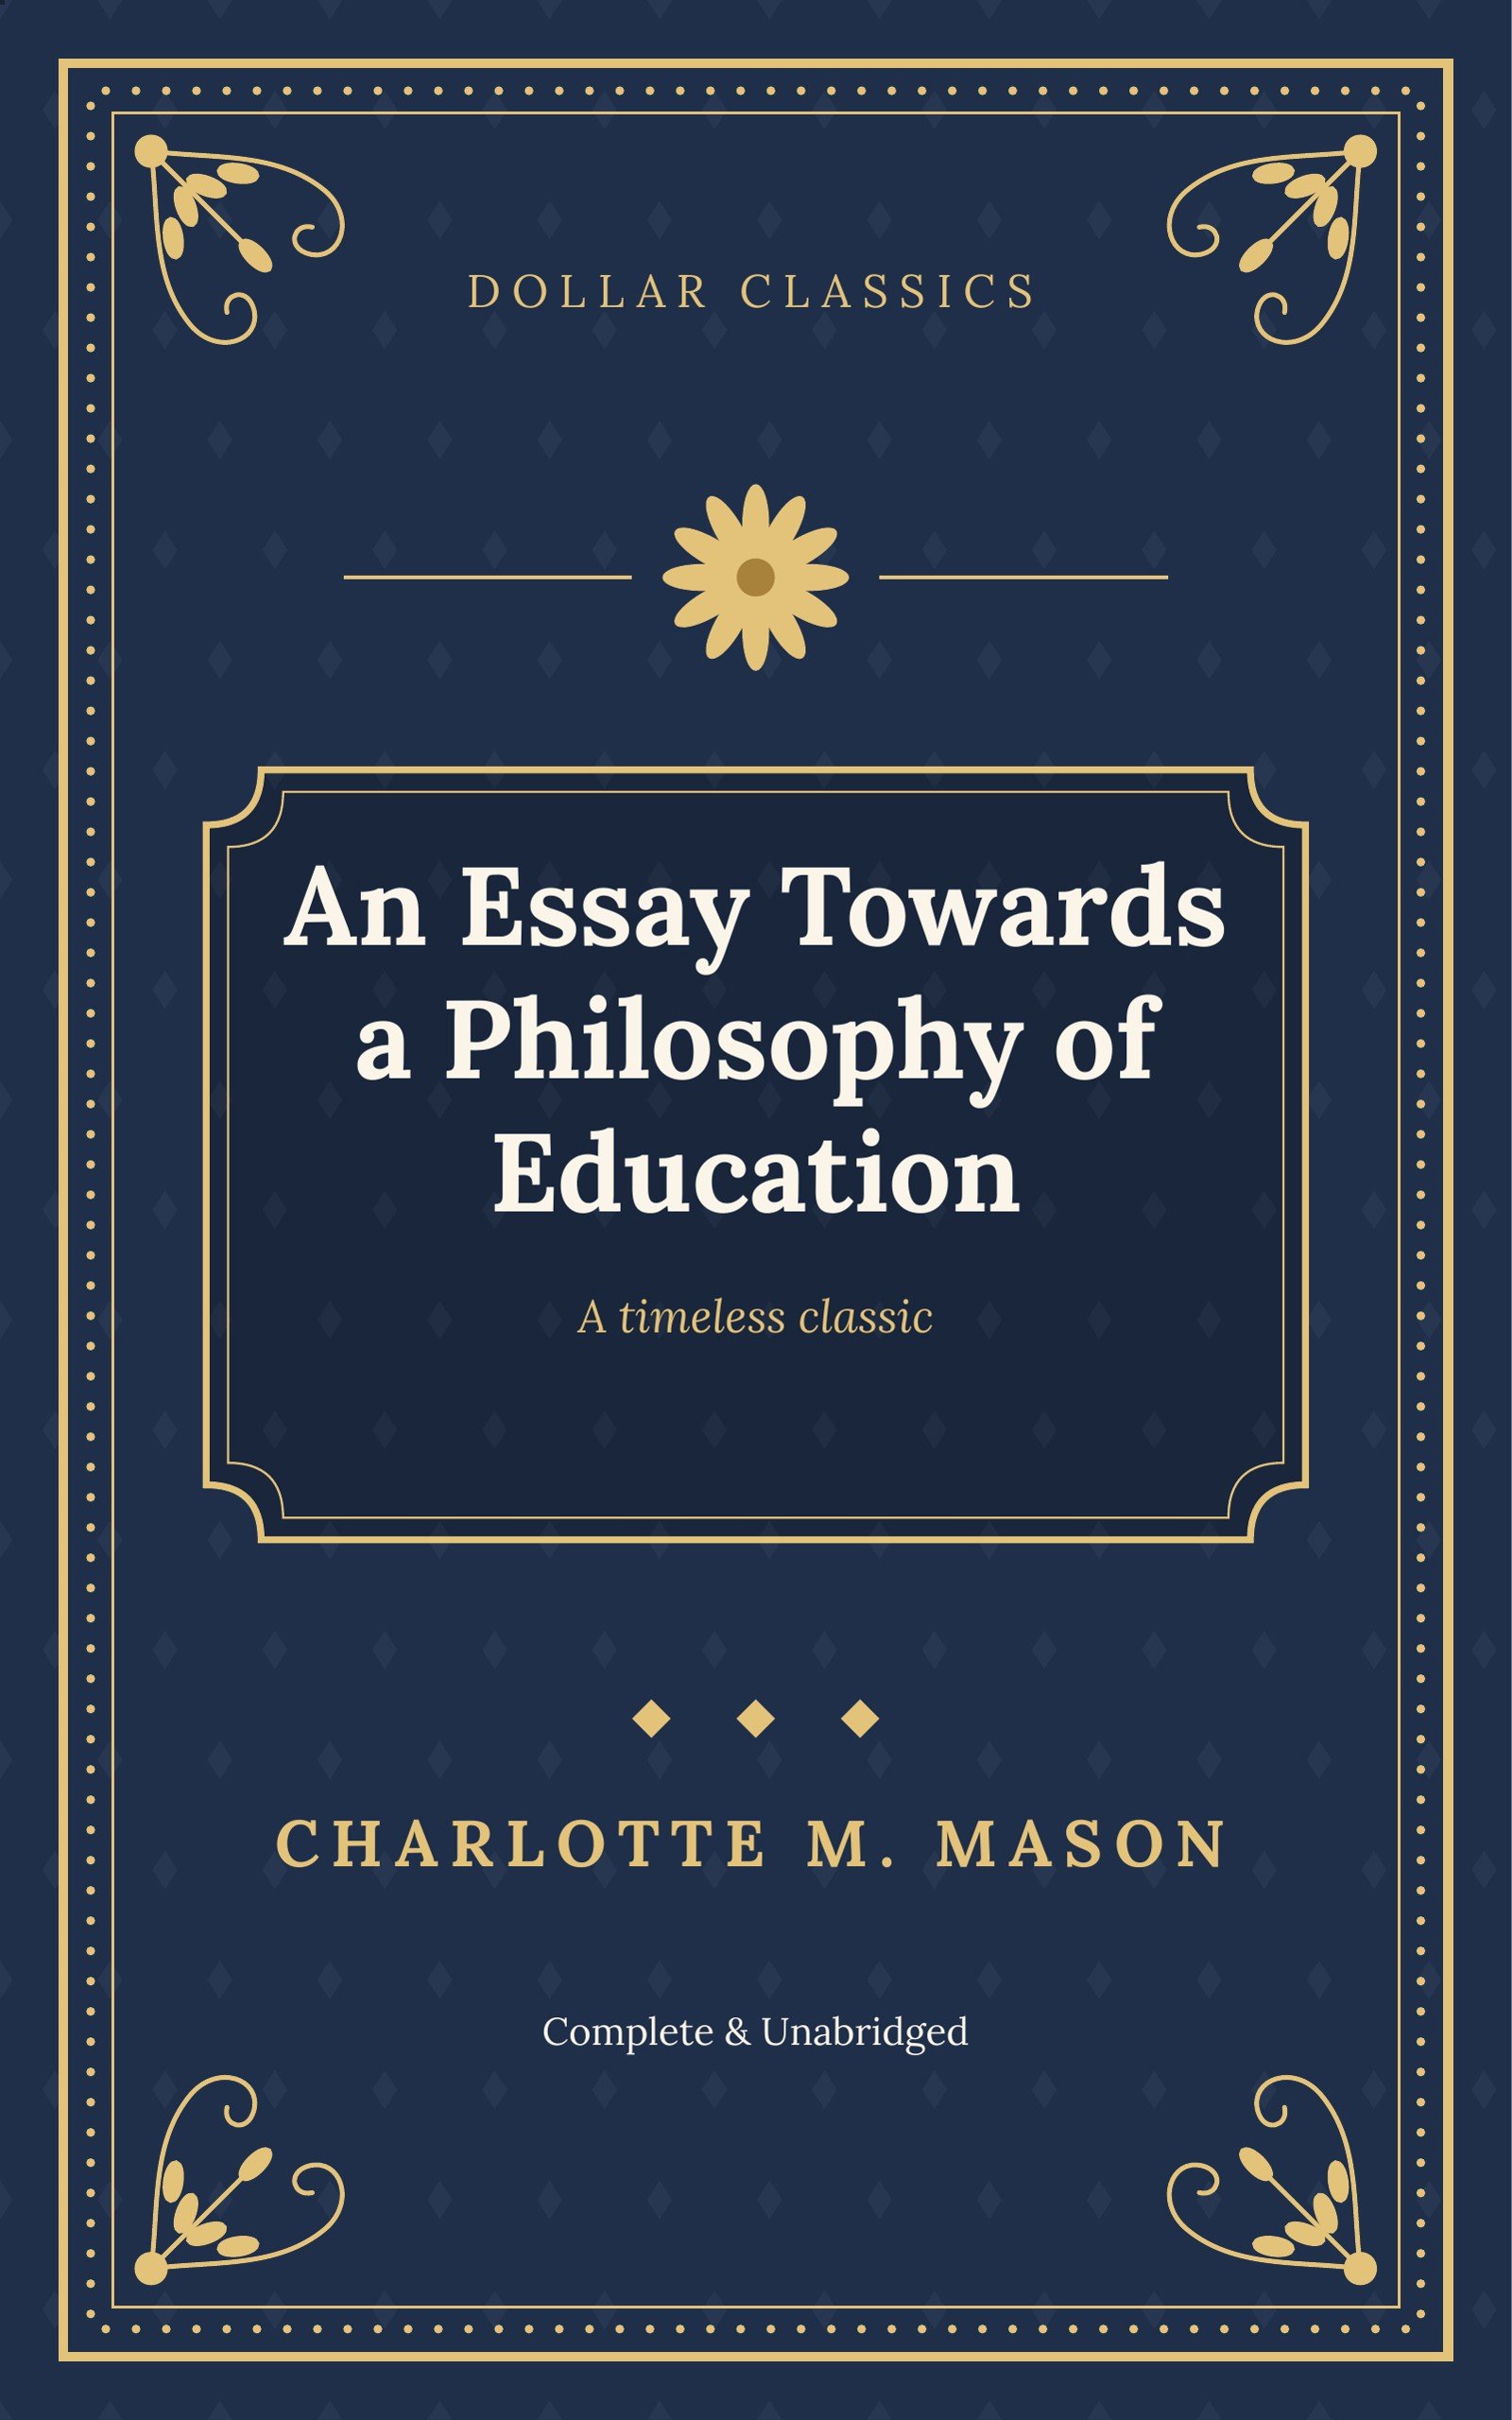 DOLLAR CLASSICS
An Essay Towards
a Philosophy of
Education
A timeless classic
CHARLOTTE M. MASON
Complete & Unabridged